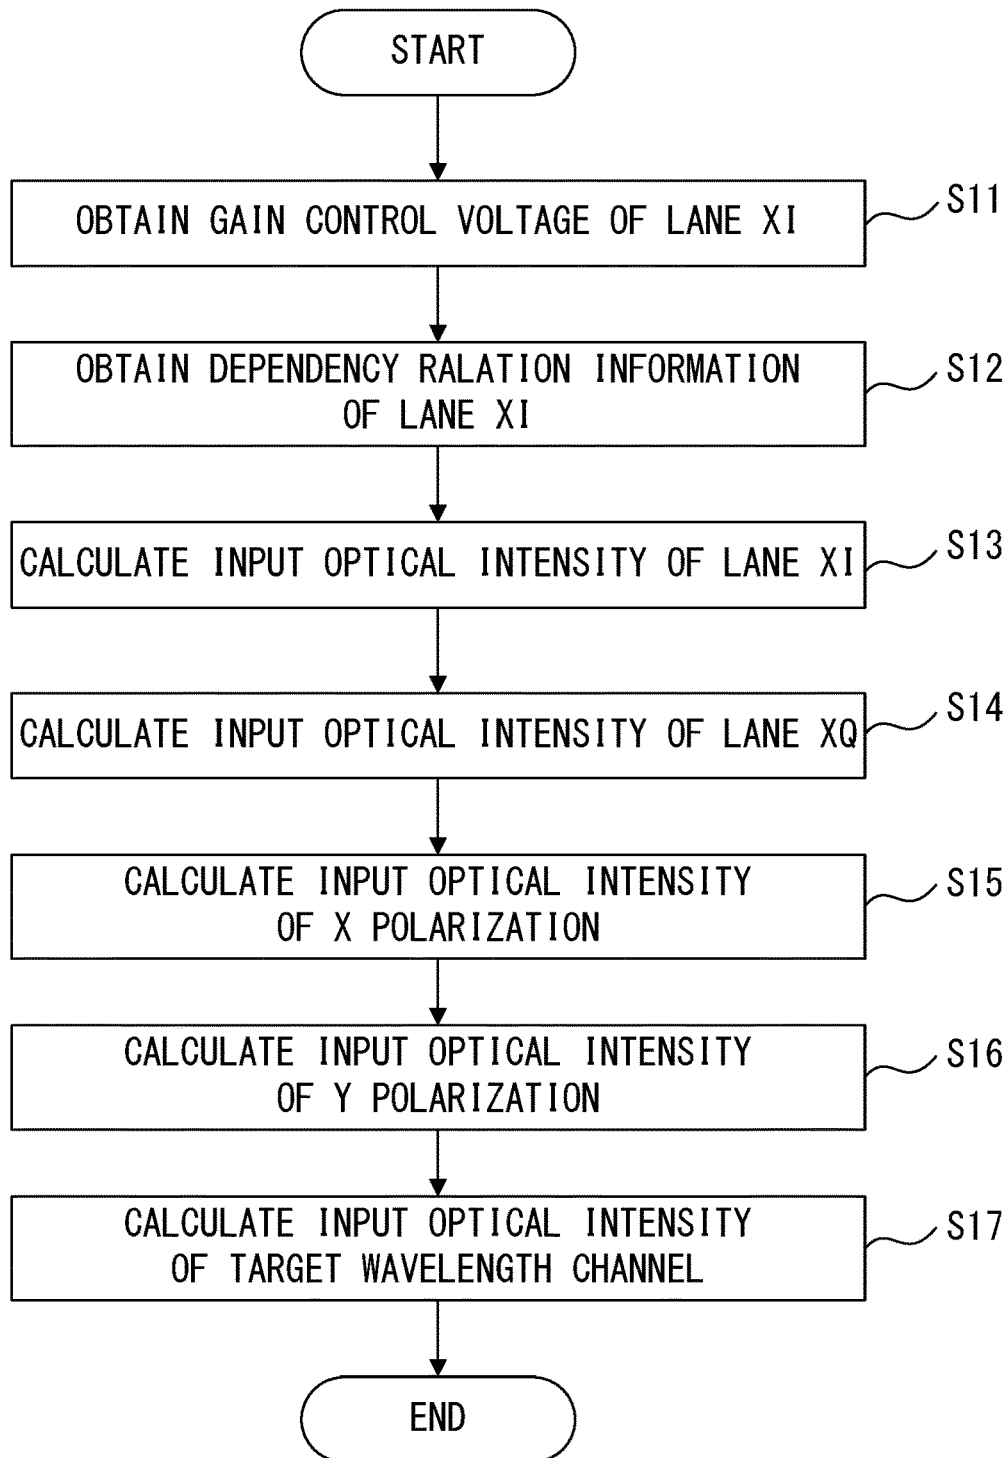 START
OBTAIN GAIN CONTROL VOLTAGE OF LANE XI
S11
OBTAIN DEPENDENCY RALATION INFORMATION
OF LANE XI
S12
CALCULATE INPUT OPTICAL INTENSITY OF LANE XI
S13
CALCULATE INPUT OPTICAL INTENSITY OF LANE XQ
S14
CALCULATE INPUT OPTICAL INTENSITY
OF X POLARIZATION
S15
CALCULATE INPUT OPTICAL INTENSITY
OF Y POLARIZATION
S16
CALCULATE INPUT OPTICAL INTENSITY
OF TARGET WAVELENGTH CHANNEL
S17
END